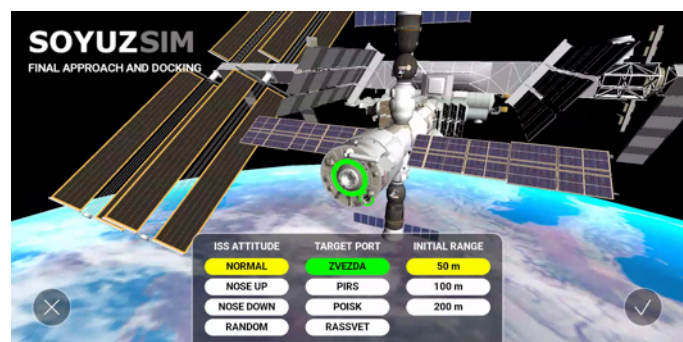 SOYUZSIM
FINAL APPROACH AND DOCKING
ISS ATTITUDE TARGET PORT INITIAL RANGE
NORMAL ZVEZDA 50 m
NOSE UP PIRS 100 m
NOSE DOWN POISK 200 m
RANDOM RASSVET